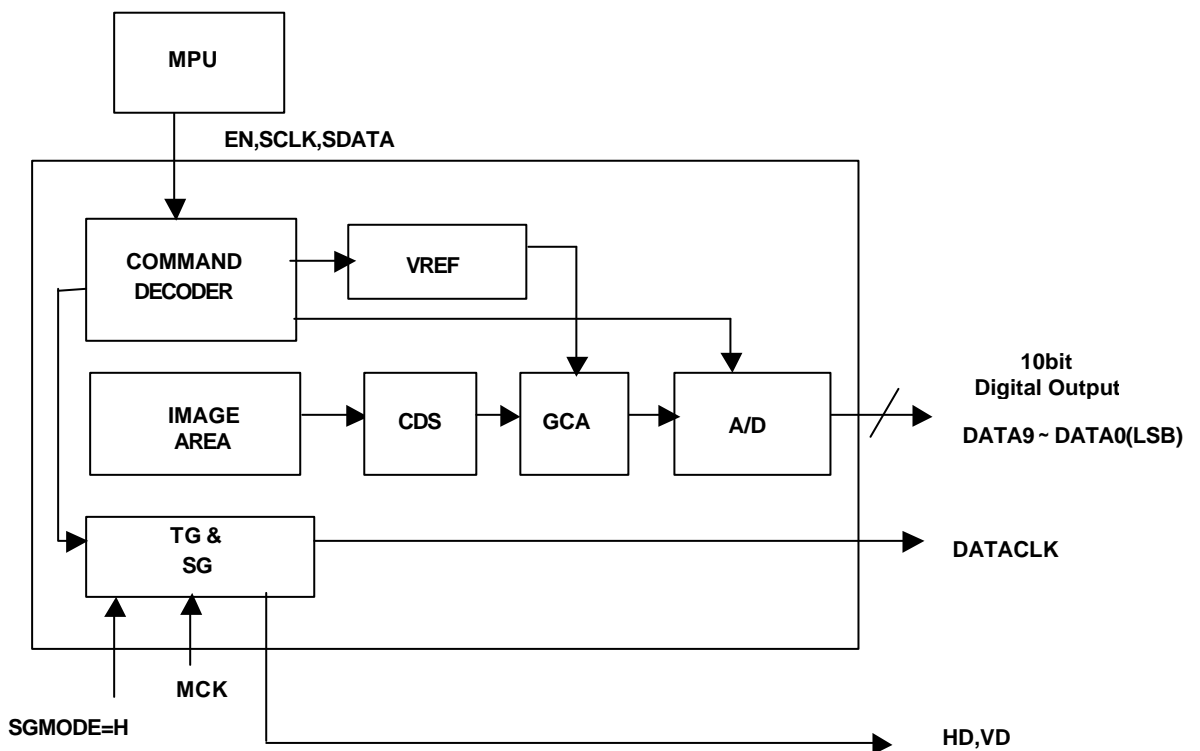 MPU
EN,SCLK,SDATA
COMMAND
DECODER
VREF
IMAGE
AREA
CDS
GCA
A/D
10bit
Digital Output
DATA9 ~ DATA0(LSB)
TG &
SG
DATACLK
MCK
SGMODE=H
HD,VD